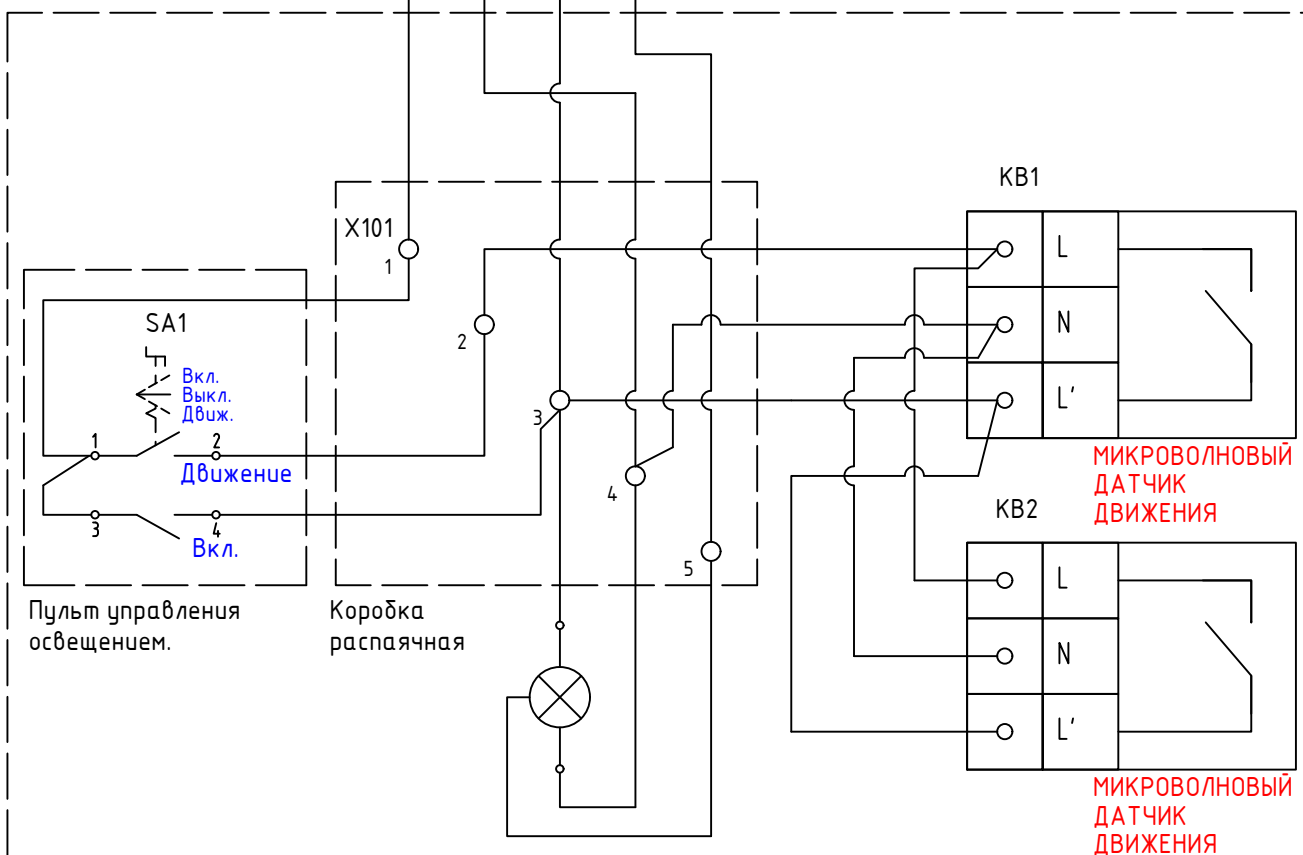 KB1
X101
1
L
SA1
N
2
Вкл.
Выкл.
Движ.
L'
3
1
2
Движение
МИКРОВОЛНОВЫЙ
ДАТЧИК
ДВИЖЕНИЯ
4
KB2
3
4
Вкл.
5
L
Пульт управления
освещением.
Коробка
распаячная
N
L'
МИКРОВОЛНОВЫЙ
ДАТЧИК
ДВИЖЕНИЯ